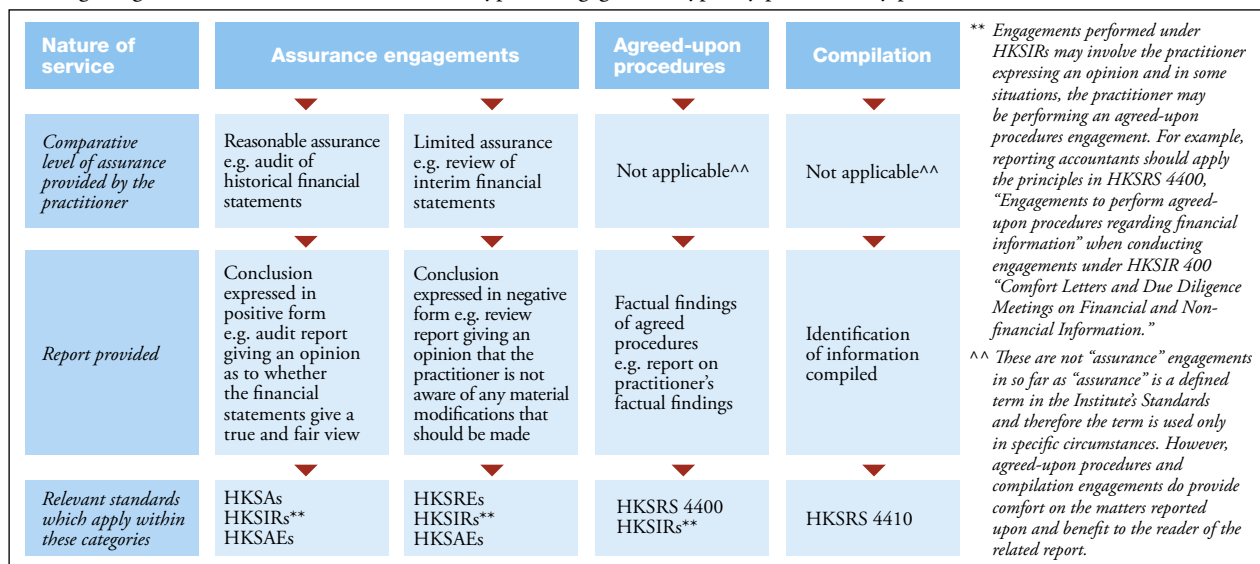 Nature of
service
Assurance engagements
Agreed-upon
procedures
Compilation
Comparative
level of assurance
provided by the
practitioner
Reasonable assurance
e.g. audit of
historical financial
statements
Limited assurance
e.g. review of
interim financial
statements
Not applicable^^
Not applicable^^
Report provided
Conclusion
expressed in
positive form
e.g. audit report
giving an opinion
as to whether
the financial
statements give a
true and fair view
Conclusion
expressed in negative
form e.g. review
report giving an
opinion that the
practitioner is not
aware of any material
modifications that
should be made
Factual findings
of agreed
procedures
e.g. report on
practitioner's
factual findings
Identification
of information
compiled
Relevant standards
which apply within
these categories
HKSAs
HKSIRs**
HKSAEs
HKSREs
HKSIRs**
HKSAEs
HKSRS 4400
HKSIRs**
HKSRS 4410
** Engagements performed under
HKSIRs may involve the practitioner
expressing an opinion and in some
situations, the practitioner may
be performing an agreed-upon
procedures engagement. For example,
reporting accountants should apply
the principles in HKSRS 4400,
"Engagements to perform agreed-
upon procedures regarding financial
information" when conducting
engagements under HKSIR 400
"Comfort Letters and Due Diligence
Meetings on Financial and Non-
financial Information."
^^ These are not "assurance" engagements
in so far as "assurance" is a defined
term in the Institute's Standards
and therefore the term is used only
in specific circumstances. However,
agreed-upon procedures and
compilation engagements do provide
comfort on the matters reported
upon and benefit to the reader of the
related report.